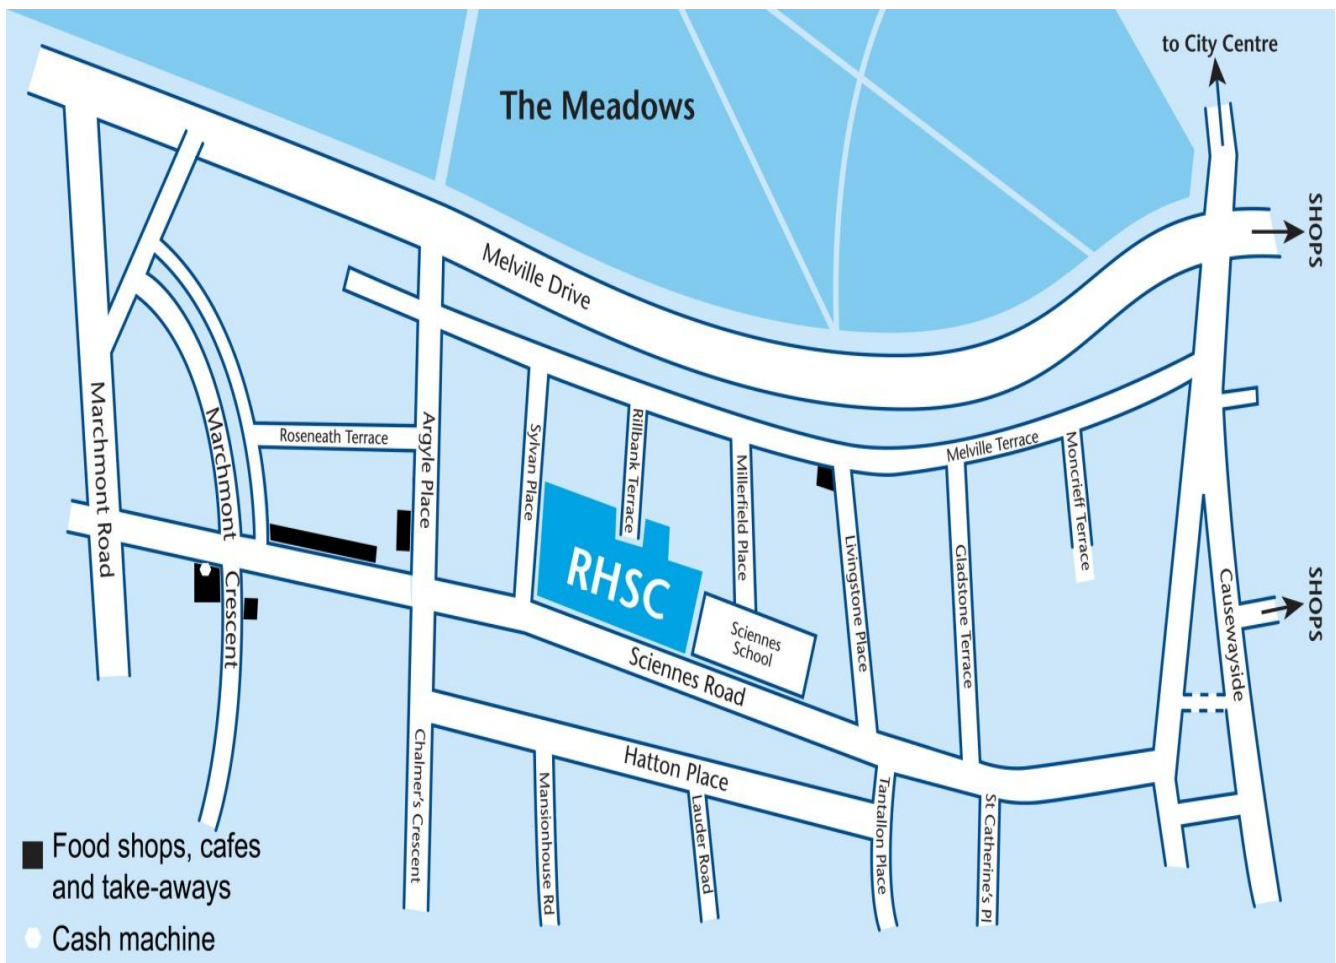 to City Centre
The Meadows
SHOPS
Melville Drive
Marchmont Road
Marchmont
Crescent
Roseneath Terrace
Argyle Place
Sylvan Place
Rillbank Terrace
Millerfield Place
Melville Terrace
Moncrieff Terrace
Livingstone Place
Gladstone Terrace
Causewayside
SHOPS
RHSC
Sciennes
School
Sciennes Road
Hatton Place
Chalmer's Crescent
Mansionhouse Rd
Lauder Road
Tantallon Place
St Catherine's Pl
Food shops, cafes
and take-aways
Cash machine